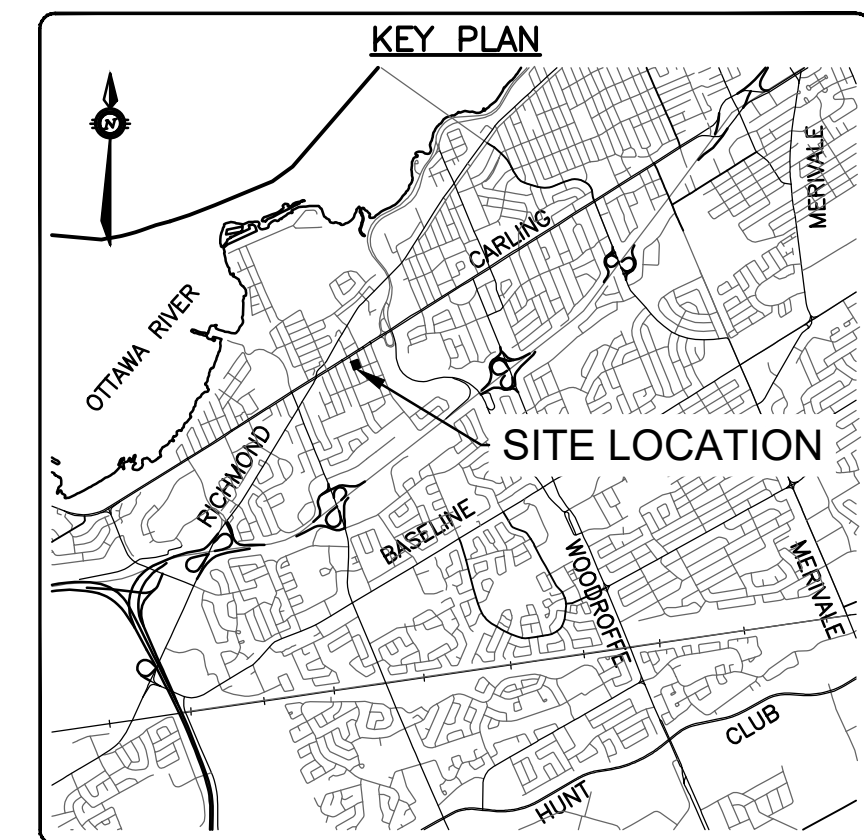 KEY PLAN
N
MERIVALE
CARLING
OTTAWA RIVER
SITE LOCATION
RICHMOND
BASELINE
WOODROFFE
MERIVALE
CLUB
HUNT